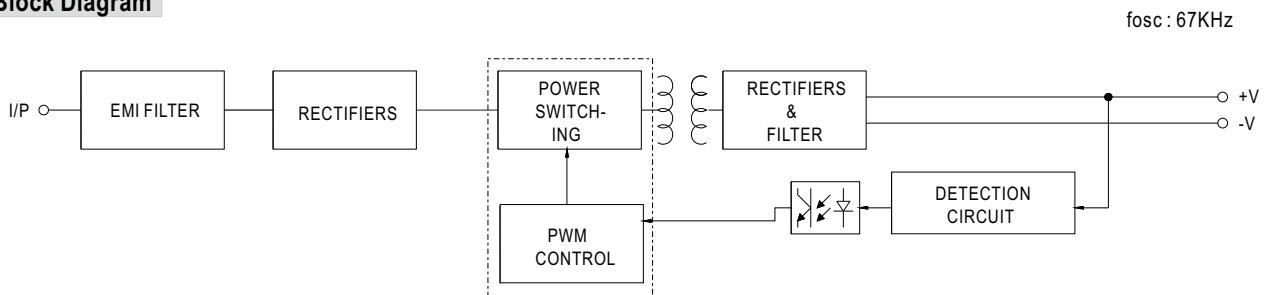 Block Diagram
fosc : 67KHz
I/P
EMI FILTER
RECTIFIERS
POWER
SWITCH-
ING
RECTIFIERS
&
FILTER
+V
-V
DETECTION
CIRCUIT
PWM
CONTROL